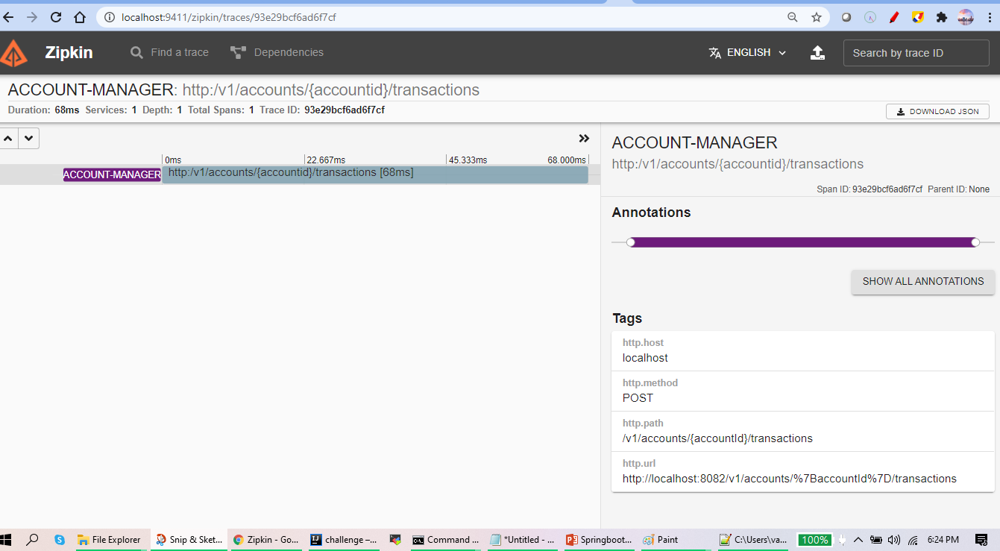 localhost:9411/zipkin/traces/93e29bcf6ad6f7cf
Zipkin
Find a trace
Dependencies
ENGLISH
Search by trace ID
ACCOUNT-MANAGER: http:/v1/accounts/{accountid}/transactions
Duration: 68ms Services: 1 Depth: 1 Total Spans: 1 Trace ID: 93e29bcf6ad6f7cf
DOWNLOAD JSON
0ms 22.667ms 45.333ms 68.000ms
ACCOUNT-MANAGER http:/v1/accounts/{accountid}/transactions [68ms]
ACCOUNT-MANAGER
http:/v1/accounts/{accountid}/transactions
Span ID: 93e29bcf6ad6f7cf Parent ID: None
Annotations
SHOW ALL ANNOTATIONS
Tags
http.host
localhost
http.method
POST
http.path
/v1/accounts/{accountId}/transactions
http.url
http://localhost:8082/v1/accounts/%7BaccountId%7D/transactions
File Explorer
Snip & Sket...
Zipkin - Go...
challenge –...
Command ...
*Untitled - ...
Springboot...
Paint
C:\Users\va...
100%
6:24 PM